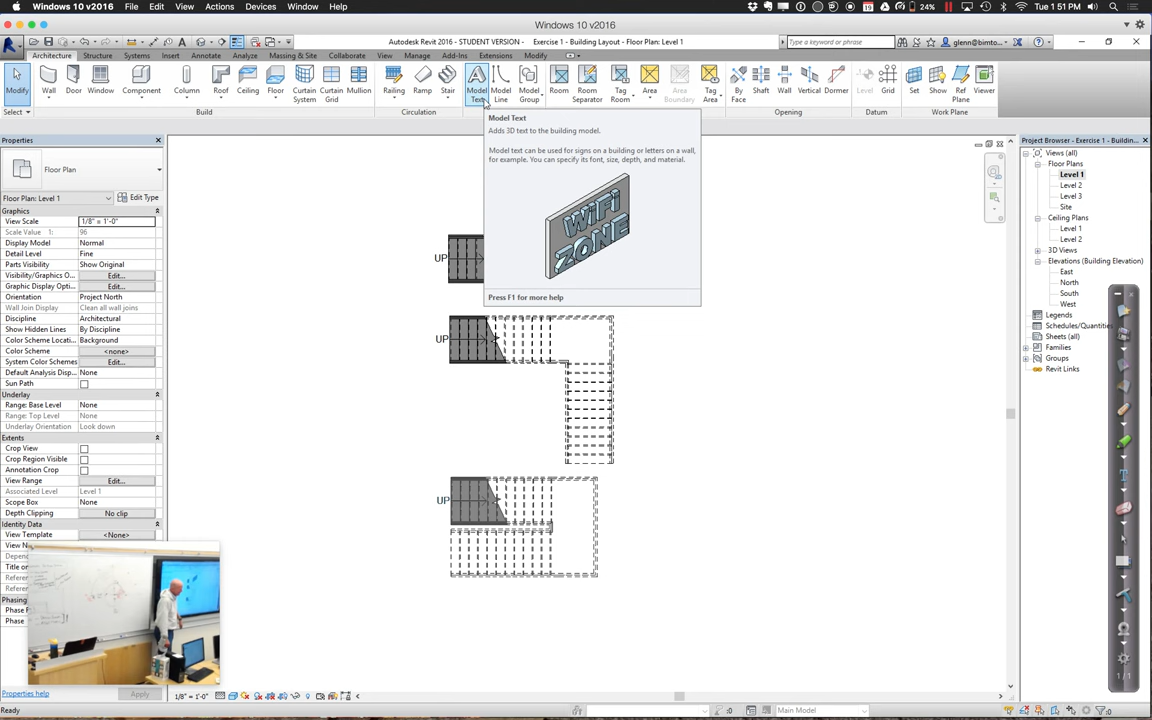 Windows 10 v2016 File Edit View Actions Devices Window Help
19 24% Tue 1 51 PM
Windows 10 v2016
Autodesk Revit 2016 - STUDENT VERSION - Exercise 1 - Building Layout - Floor Plan: Level 1
Type a keyword or phrase
glenn@bimto...
Architecture Structure Systems Insert Annotate Analyze Massing & Site Collaborate View Manage Add-Ins Extensions Modify
Modify Wall Door Window Component Column Roof Ceiling Floor Curtain System Curtain Grid Mullion Railing Ramp Stair Model Text Model Line Model Group Room Room Separator Tag Room Area Area Boundary Tag Area By Face Shaft Wall Vertical Dormer Level Grid Set Show Ref Plane Viewer
Select Build Circulation Opening Datum Work Plane
Model Text
Adds 3D text to the building model.
Model text can be used for signs on a building or letters on a wall,
for example. You can specify its font, size, depth, and material.
WiFi
ZONE
Press F1 for more help
Properties
Floor Plan
Floor Plan: Level 1 Edit Type
Graphics
View Scale 1/8" = 1'-0"
Scale Value 1: 96
Display Model Normal
Detail Level Fine
Parts Visibility Show Original
Visibility/Graphics O... Edit...
Graphic Display Opti... Edit...
Orientation Project North
Wall Join Display Clean all wall joins
Discipline Architectural
Show Hidden Lines By Discipline
Color Scheme Locati... Background
Color Scheme <none>
System Color Schemes Edit...
Default Analysis Disp... None
Sun Path
Underlay
Range: Base Level None
Range: Top Level None
Underlay Orientation Look down
Extents
Crop View
Crop Region Visible
Annotation Crop
View Range Edit...
Associated Level Level 1
Scope Box None
Depth Clipping No clip
Identity Data
View Template <None>
View N
Depen
Title or
Refere
Refere
Phasing
Phase F
Phase
Properties help Apply
UP
UP
UP
Project Browser - Exercise 1 - Buildin...
Views (all)
Floor Plans
Level 1
Level 2
Level 3
Site
Ceiling Plans
Level 1
Level 2
3D Views
Elevations (Building Elevation)
East
North
South
West
Legends
Schedules/Quantities
Sheets (all)
Families
Groups
Revit Links
1 / 1
1/8" = 1'-0"
Ready :0 Main Model :0